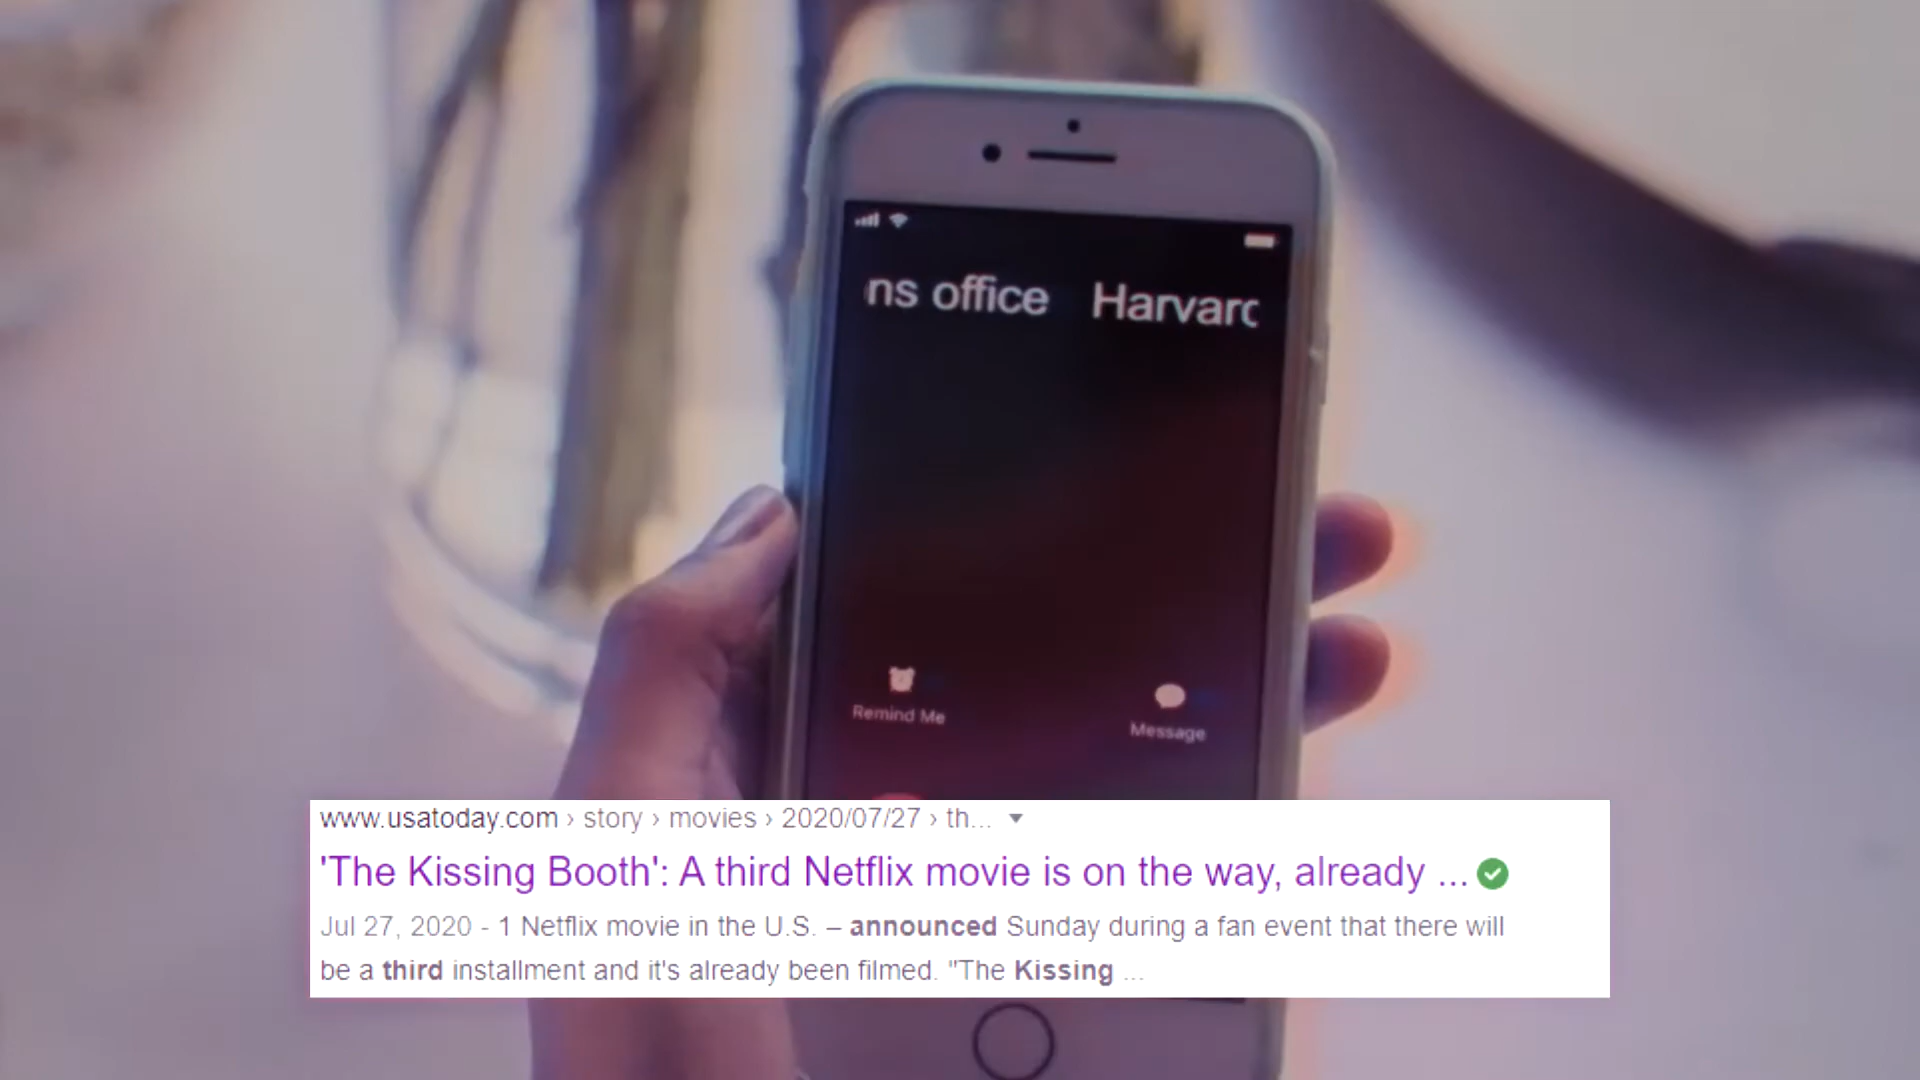 ns office Harvard
Remind Me
Message
www.usatoday.com › story › movies › 2020/07/27 › th...
'The Kissing Booth': A third Netflix movie is on the way, already ...
Jul 27, 2020 - 1 Netflix movie in the U.S. – announced Sunday during a fan event that there will
be a third installment and it's already been filmed. "The Kissing ...